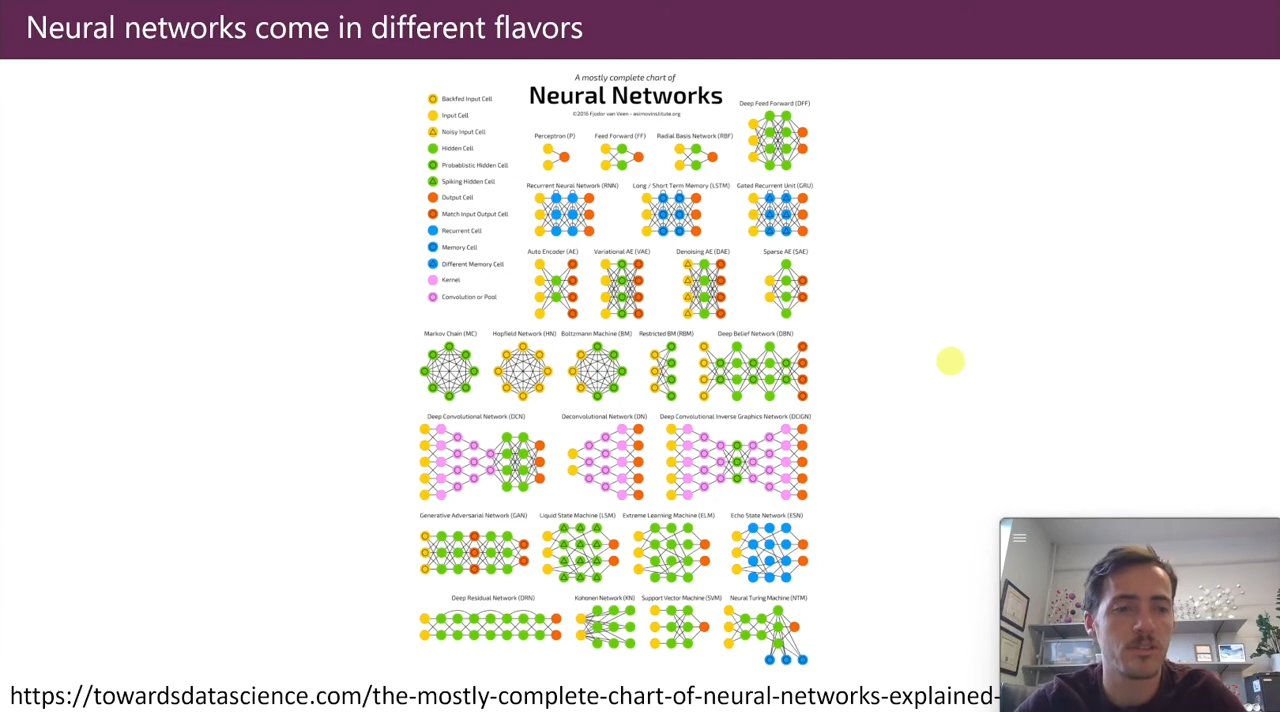 Neural networks come in different flavors
A mostly complete chart of
Neural Networks
©2016 Fjodor van Veen - asimovinstitute.org
Backfed Input Cell
Input Cell
Noisy Input Cell
Hidden Cell
Probablistic Hidden Cell
Spiking Hidden Cell
Output Cell
Match Input Output Cell
Recurrent Cell
Memory Cell
Different Memory Cell
Kernel
Convolution or Pool
Deep Feed Forward (DFF)
Perceptron (P)
Feed Forward (FF)
Radial Basis Network (RBF)
Recurrent Neural Network (RNN)
Long / Short Term Memory (LSTM)
Gated Recurrent Unit (GRU)
Auto Encoder (AE)
Variational AE (VAE)
Denoising AE (DAE)
Sparse AE (SAE)
Markov Chain (MC)
Hopfield Network (HN)
Boltzmann Machine (BM)
Restricted BM (RBM)
Deep Belief Network (DBN)
Deep Convolutional Network (DCN)
Deconvolutional Network (DN)
Deep Convolutional Inverse Graphics Network (DCIGN)
Generative Adversarial Network (GAN)
Liquid State Machine (LSM)
Extreme Learning Machine (ELM)
Echo State Network (ESN)
Deep Residual Network (DRN)
Kohonen Network (KN)
Support Vector Machine (SVM)
Neural Turing Machine (NTM)
https://towardsdatascience.com/the-mostly-complete-chart-of-neural-networks-explained-